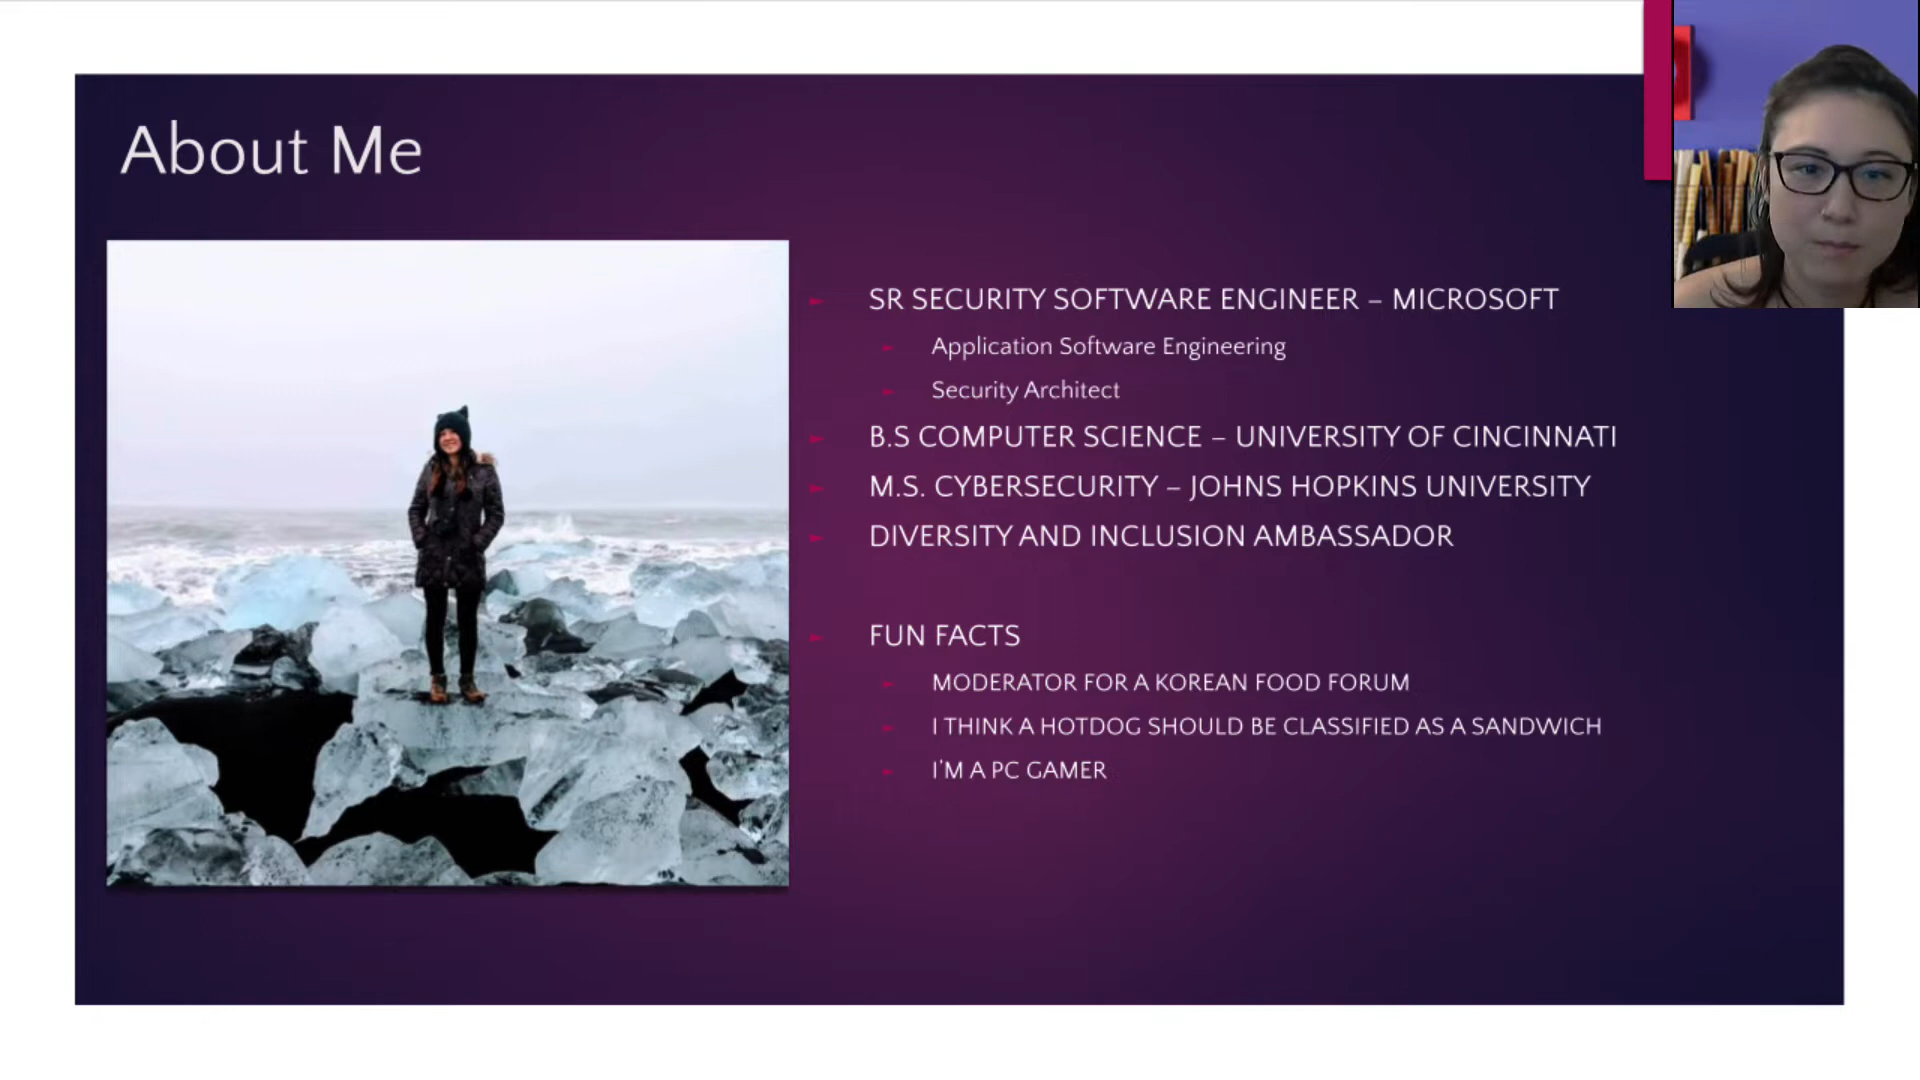 About Me
SR SECURITY SOFTWARE ENGINEER – MICROSOFT
Application Software Engineering
Security Architect
B.S COMPUTER SCIENCE – UNIVERSITY OF CINCINNATI
M.S. CYBERSECURITY – JOHNS HOPKINS UNIVERSITY
DIVERSITY AND INCLUSION AMBASSADOR
FUN FACTS
MODERATOR FOR A KOREAN FOOD FORUM
I THINK A HOTDOG SHOULD BE CLASSIFIED AS A SANDWICH
I'M A PC GAMER